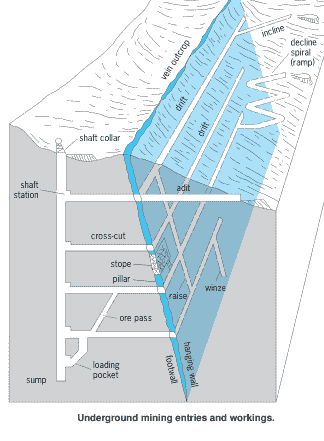 incline
decline
spiral
(ramp)
vein outcrop
drift
drift
shaft collar
shaft
station
adit
cross-cut
stope
pillar
raise
winze
ore pass
hanging wall
footwall
loading
pocket
sump
Underground mining entries and workings.